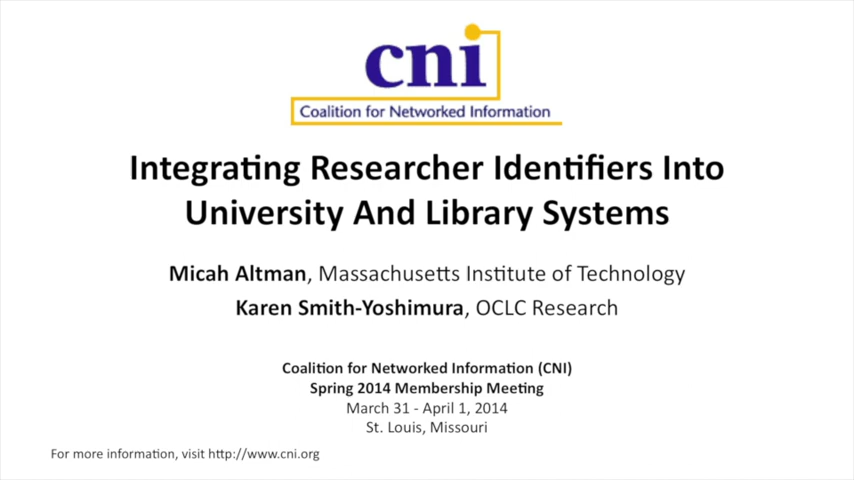 cni
Coalition for Networked Information
Integrating Researcher Identifiers Into
University And Library Systems
Micah Altman, Massachusetts Institute of Technology
Karen Smith-Yoshimura, OCLC Research
Coalition for Networked Information (CNI)
Spring 2014 Membership Meeting
March 31 - April 1, 2014
St. Louis, Missouri
For more information, visit http://www.cni.org